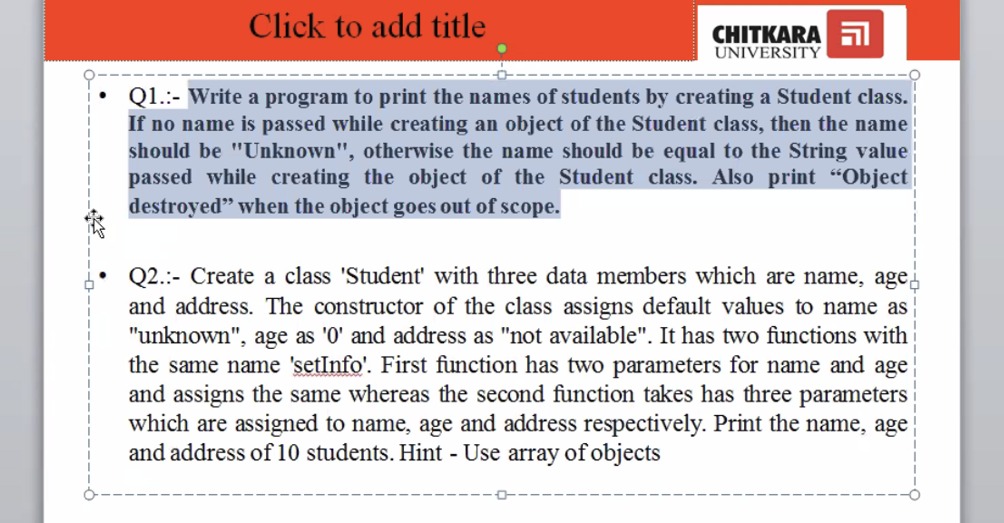 Click to add title
CHITKARA
UNIVERSITY
• Q1.:- Write a program to print the names of students by creating a Student class.
If no name is passed while creating an object of the Student class, then the name
should be "Unknown", otherwise the name should be equal to the String value
passed while creating the object of the Student class. Also print “Object
destroyed” when the object goes out of scope.
• Q2.:- Create a class 'Student' with three data members which are name, age
and address. The constructor of the class assigns default values to name as
"unknown", age as '0' and address as "not available". It has two functions with
the same name 'setInfo'. First function has two parameters for name and age
and assigns the same whereas the second function takes has three parameters
which are assigned to name, age and address respectively. Print the name, age
and address of 10 students. Hint - Use array of objects